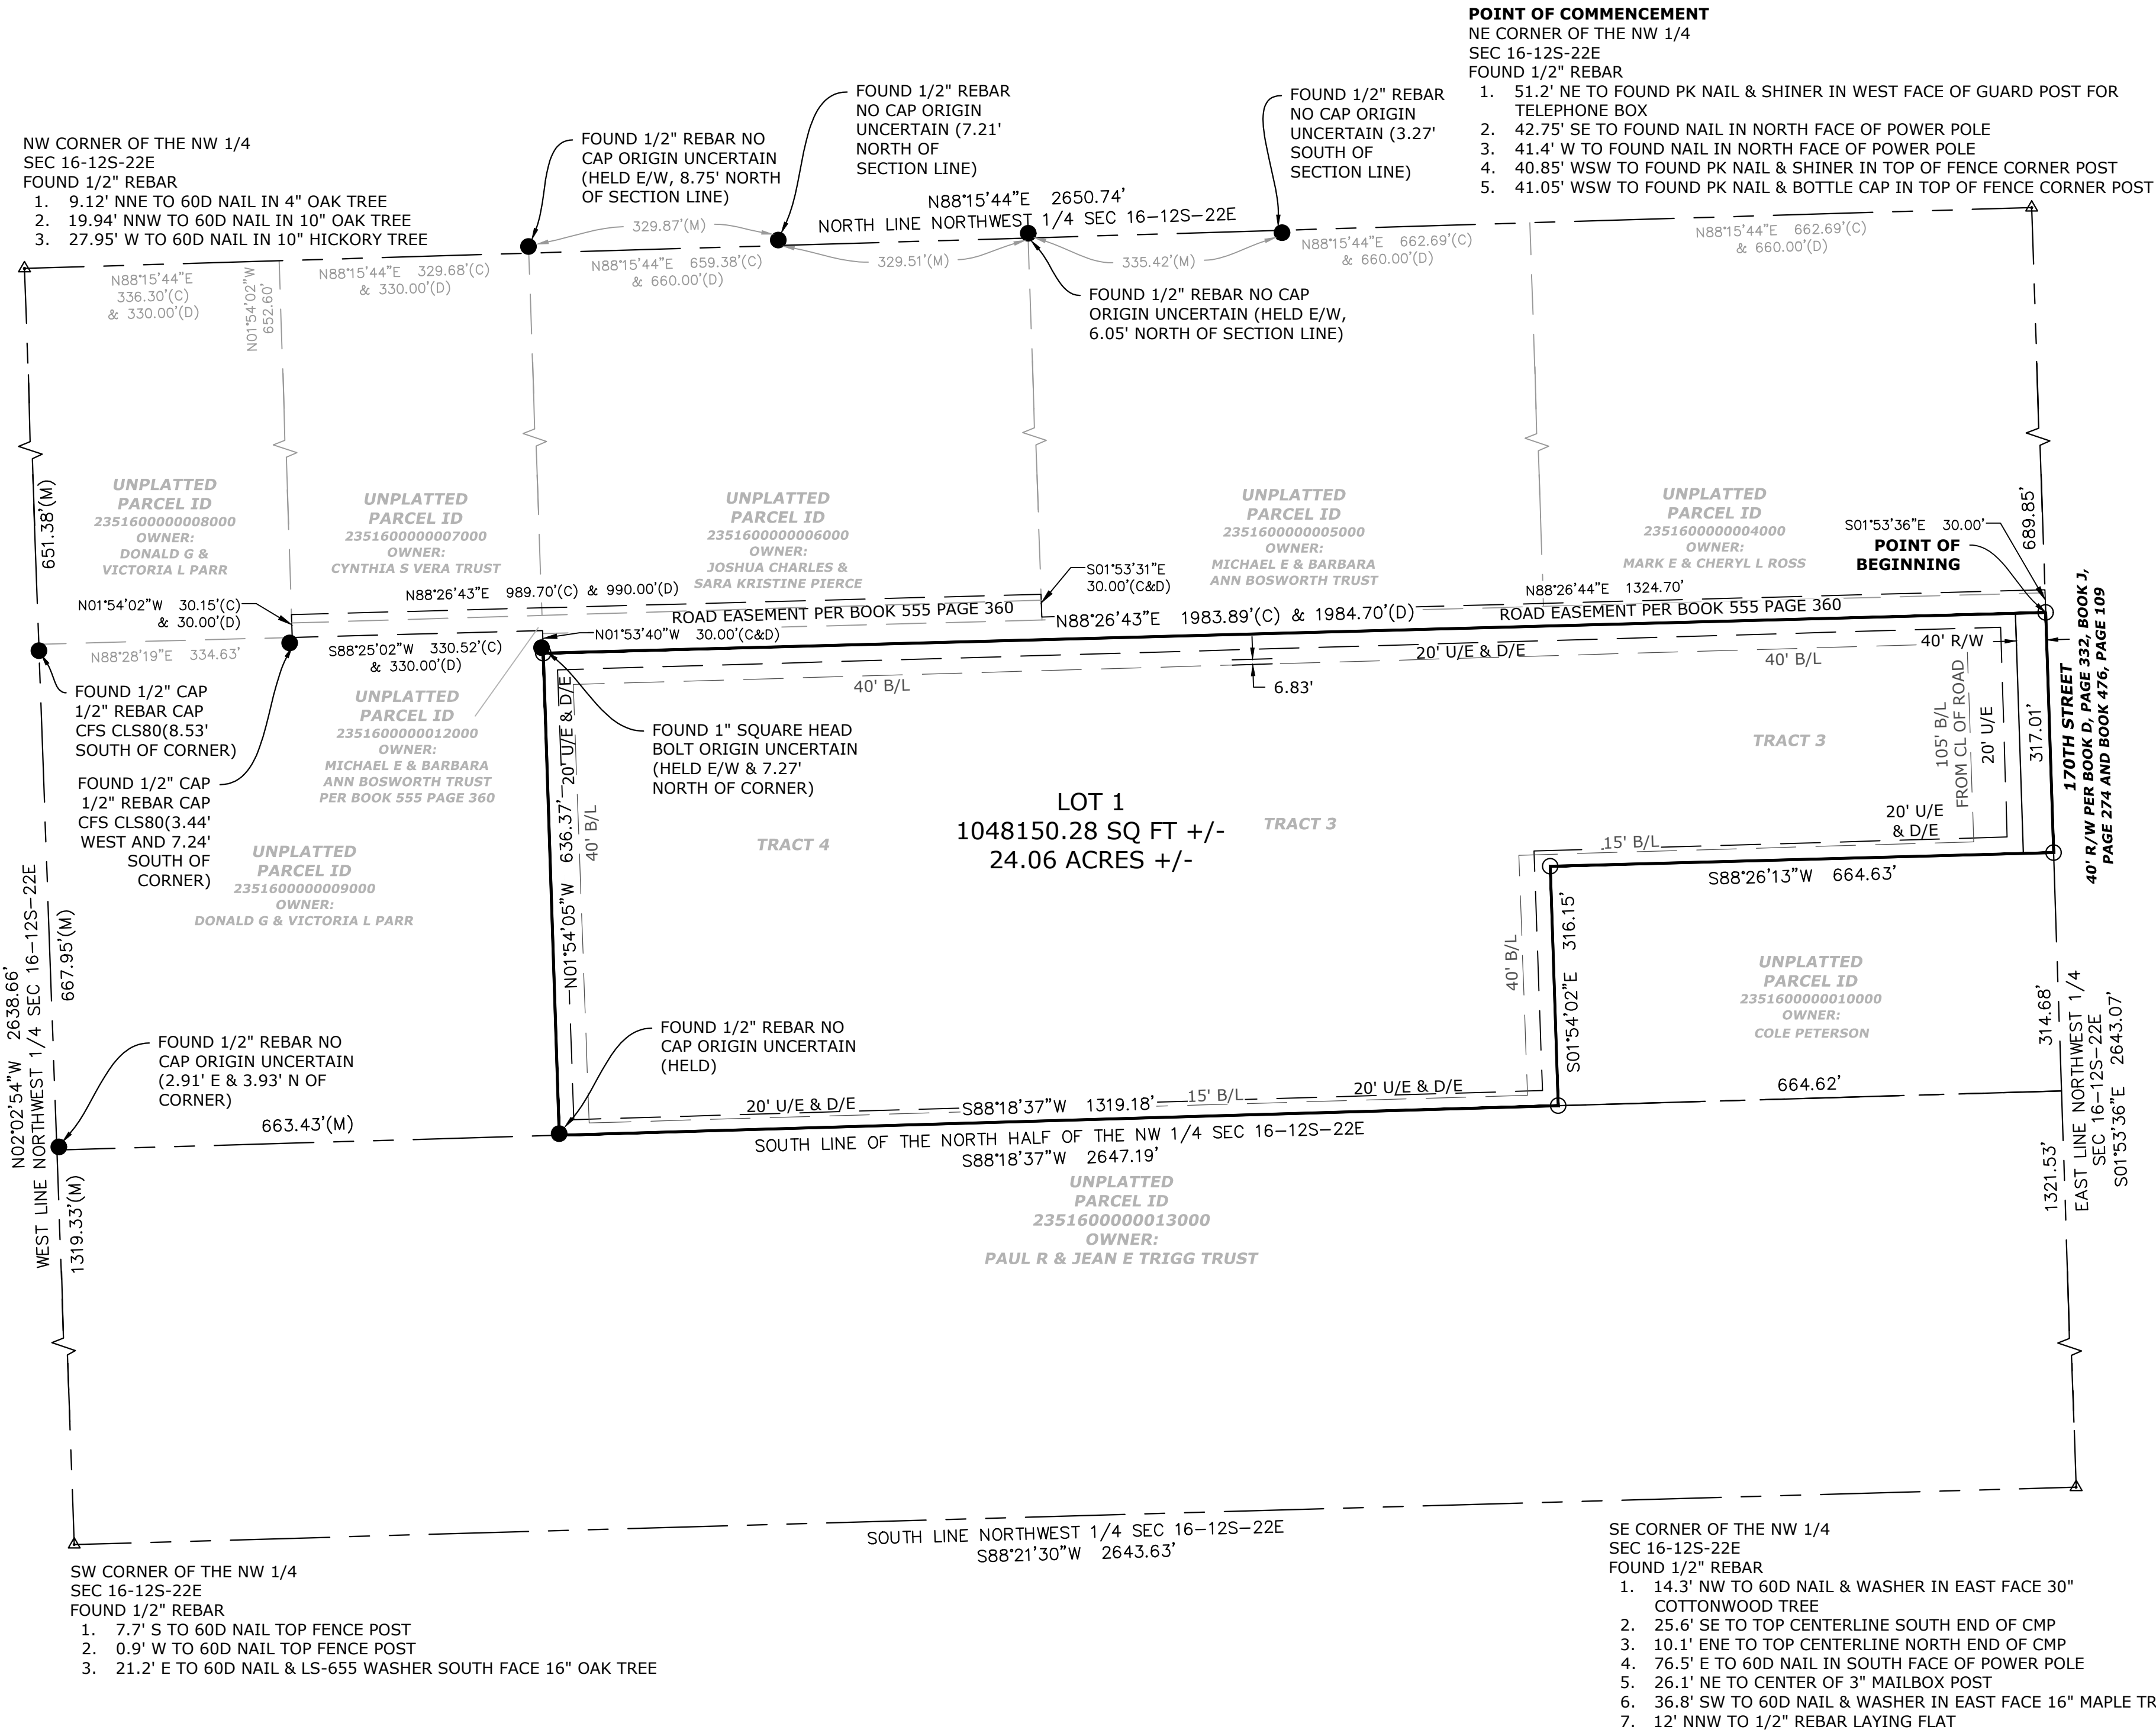 POINT OF COMMENCEMENT
NE CORNER OF THE NW 1/4
SEC 16-12S-22E
FOUND 1/2" REBAR
1. 51.2' NE TO FOUND PK NAIL & SHINER IN WEST FACE OF GUARD POST FOR
TELEPHONE BOX
2. 42.75' SE TO FOUND NAIL IN NORTH FACE OF POWER POLE
3. 41.4' W TO FOUND NAIL IN NORTH FACE OF POWER POLE
4. 40.85' WSW TO FOUND PK NAIL & SHINER IN TOP OF FENCE CORNER POST
5. 41.05' WSW TO FOUND PK NAIL & BOTTLE CAP IN TOP OF FENCE CORNER POST
NW CORNER OF THE NW 1/4
SEC 16-12S-22E
FOUND 1/2" REBAR
1. 9.12' NNE TO 60D NAIL IN 4" OAK TREE
2. 19.94' NNW TO 60D NAIL IN 10" OAK TREE
3. 27.95' W TO 60D NAIL IN 10" HICKORY TREE
FOUND 1/2" REBAR NO
CAP ORIGIN UNCERTAIN
(HELD E/W, 8.75' NORTH
OF SECTION LINE)
FOUND 1/2" REBAR
NO CAP ORIGIN
UNCERTAIN (7.21'
NORTH OF
SECTION LINE)
FOUND 1/2" REBAR
NO CAP ORIGIN
UNCERTAIN (3.27'
SOUTH OF
SECTION LINE)
N88°15'44"E 2650.74'
NORTH LINE NORTHWEST 1/4 SEC 16-12S-22E
329.87'(M)
329.51'(M)
335.42'(M)
N88°15'44"E
336.30'(C)
& 330.00'(D)
N01°54'02"W
652.60'
N88°15'44"E 329.68'(C)
& 330.00'(D)
N88°15'44"E 659.38'(C)
& 660.00'(D)
N88°15'44"E 662.69'(C)
& 660.00'(D)
N88°15'44"E 662.69'(C)
& 660.00'(D)
FOUND 1/2" REBAR NO CAP
ORIGIN UNCERTAIN (HELD E/W,
6.05' NORTH OF SECTION LINE)
651.38'(M)
UNPLATTED
PARCEL ID
2351600000008000
OWNER:
DONALD G &
VICTORIA L PARR
UNPLATTED
PARCEL ID
2351600000007000
OWNER:
CYNTHIA S VERA TRUST
UNPLATTED
PARCEL ID
2351600000006000
OWNER:
JOSHUA CHARLES &
SARA KRISTINE PIERCE
UNPLATTED
PARCEL ID
2351600000005000
OWNER:
MICHAEL E & BARBARA
ANN BOSWORTH TRUST
UNPLATTED
PARCEL ID
2351600000004000
OWNER:
MARK E & CHERYL L ROSS
S01°53'36"E 30.00'
POINT OF
BEGINNING
689.85'
N01°54'02"W 30.15'(C)
& 30.00'(D)
N88°26'43"E 989.70'(C) & 990.00'(D)
S01°53'31"E
30.00'(C&D)
N88°26'44"E 1324.70'
ROAD EASEMENT PER BOOK 555 PAGE 360
N88°26'43"E 1983.89'(C) & 1984.70'(D)
ROAD EASEMENT PER BOOK 555 PAGE 360
N88°28'19"E 334.63'
S88°25'02"W 330.52'(C)
& 330.00'(D)
N01°53'40"W 30.00'(C&D)
20' U/E & D/E
40' B/L
40' B/L
6.83'
40' R/W
170TH STREET
40' R/W PER BOOK D, PAGE 332, BOOK J,
PAGE 274 AND BOOK 476, PAGE 109
317.01'
FOUND 1/2" CAP
1/2" REBAR CAP
CFS CLS80(8.53'
SOUTH OF CORNER)
FOUND 1/2" CAP
1/2" REBAR CAP
CFS CLS80(3.44'
WEST AND 7.24'
SOUTH OF
CORNER)
UNPLATTED
PARCEL ID
2351600000012000
OWNER:
MICHAEL E & BARBARA
ANN BOSWORTH TRUST
PER BOOK 555 PAGE 360
FOUND 1" SQUARE HEAD
BOLT ORIGIN UNCERTAIN
(HELD E/W & 7.27'
NORTH OF CORNER)
N01°54'05"W 636.37'
20' U/E & D/E
40' B/L
TRACT 4
LOT 1
1048150.28 SQ FT +/-
24.06 ACRES +/-
TRACT 3
TRACT 3
105' B/L
FROM CL OF ROAD
20' U/E
20' U/E
& D/E
15' B/L
S88°26'13"W 664.63'
UNPLATTED
PARCEL ID
2351600000009000
OWNER:
DONALD G & VICTORIA L PARR
N02°02'54"W 2638.66'
WEST LINE NORTHWEST 1/4 SEC 16-12S-22E
667.95'(M)
40' B/L
S01°54'02"E 316.15'
UNPLATTED
PARCEL ID
2351600000010000
OWNER:
COLE PETERSON
314.68'
EAST LINE NORTHWEST 1/4
SEC 16-12S-22E
S01°53'36"E 2643.07'
FOUND 1/2" REBAR NO
CAP ORIGIN UNCERTAIN
(2.91' E & 3.93' N OF
CORNER)
FOUND 1/2" REBAR NO
CAP ORIGIN UNCERTAIN
(HELD)
663.43'(M)
20' U/E & D/E
S88°18'37"W 1319.18'
15' B/L
20' U/E & D/E
664.62'
SOUTH LINE OF THE NORTH HALF OF THE NW 1/4 SEC 16-12S-22E
S88°18'37"W 2647.19'
1319.33'(M)
1321.53'
UNPLATTED
PARCEL ID
2351600000013000
OWNER:
PAUL R & JEAN E TRIGG TRUST
SOUTH LINE NORTHWEST 1/4 SEC 16-12S-22E
S88°21'30"W 2643.63'
SW CORNER OF THE NW 1/4
SEC 16-12S-22E
FOUND 1/2" REBAR
1. 7.7' S TO 60D NAIL TOP FENCE POST
2. 0.9' W TO 60D NAIL TOP FENCE POST
3. 21.2' E TO 60D NAIL & LS-655 WASHER SOUTH FACE 16" OAK TREE
SE CORNER OF THE NW 1/4
SEC 16-12S-22E
FOUND 1/2" REBAR
1. 14.3' NW TO 60D NAIL & WASHER IN EAST FACE 30"
COTTONWOOD TREE
2. 25.6' SE TO TOP CENTERLINE SOUTH END OF CMP
3. 10.1' ENE TO TOP CENTERLINE NORTH END OF CMP
4. 76.5' E TO 60D NAIL IN SOUTH FACE OF POWER POLE
5. 26.1' NE TO CENTER OF 3" MAILBOX POST
6. 36.8' SW TO 60D NAIL & WASHER IN EAST FACE 16" MAPLE TR
7. 12' NNW TO 1/2" REBAR LAYING FLAT